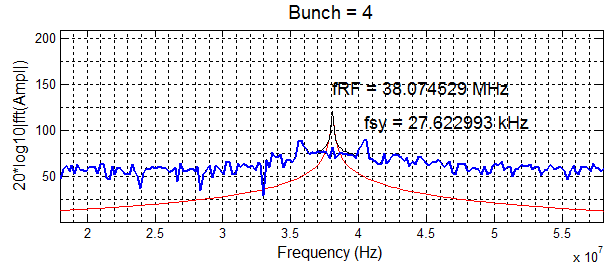 Bunch = 4
200
150
100
50
20*log10|fft(Ampl|)
fRF = 38.074529 MHz
fsy = 27.622993 kHz
2 2.5 3 3.5 4 4.5 5 5.5
x 10^7
Frequency (Hz)